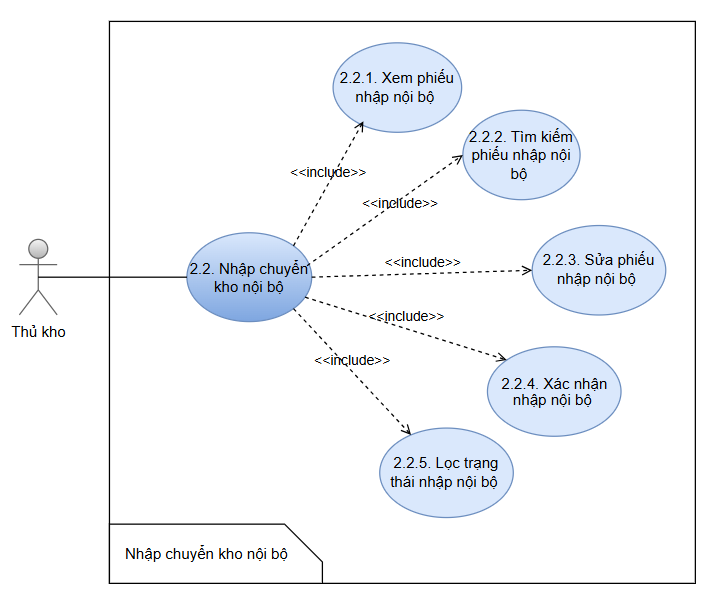 2.2.1. Xem phiếu
nhập nội bộ
2.2.2. Tìm kiếm
phiếu nhập nội
bộ
<<include>>
<<include>>
2.2. Nhập chuyển
kho nội bộ
<<include>>
2.2.3. Sửa phiếu
nhập nội bộ
<<include>>
Thủ kho
<<include>>
2.2.4. Xác nhận
nhập nội bộ
2.2.5. Lọc trạng
thái nhập nội bộ
Nhập chuyển kho nội bộ